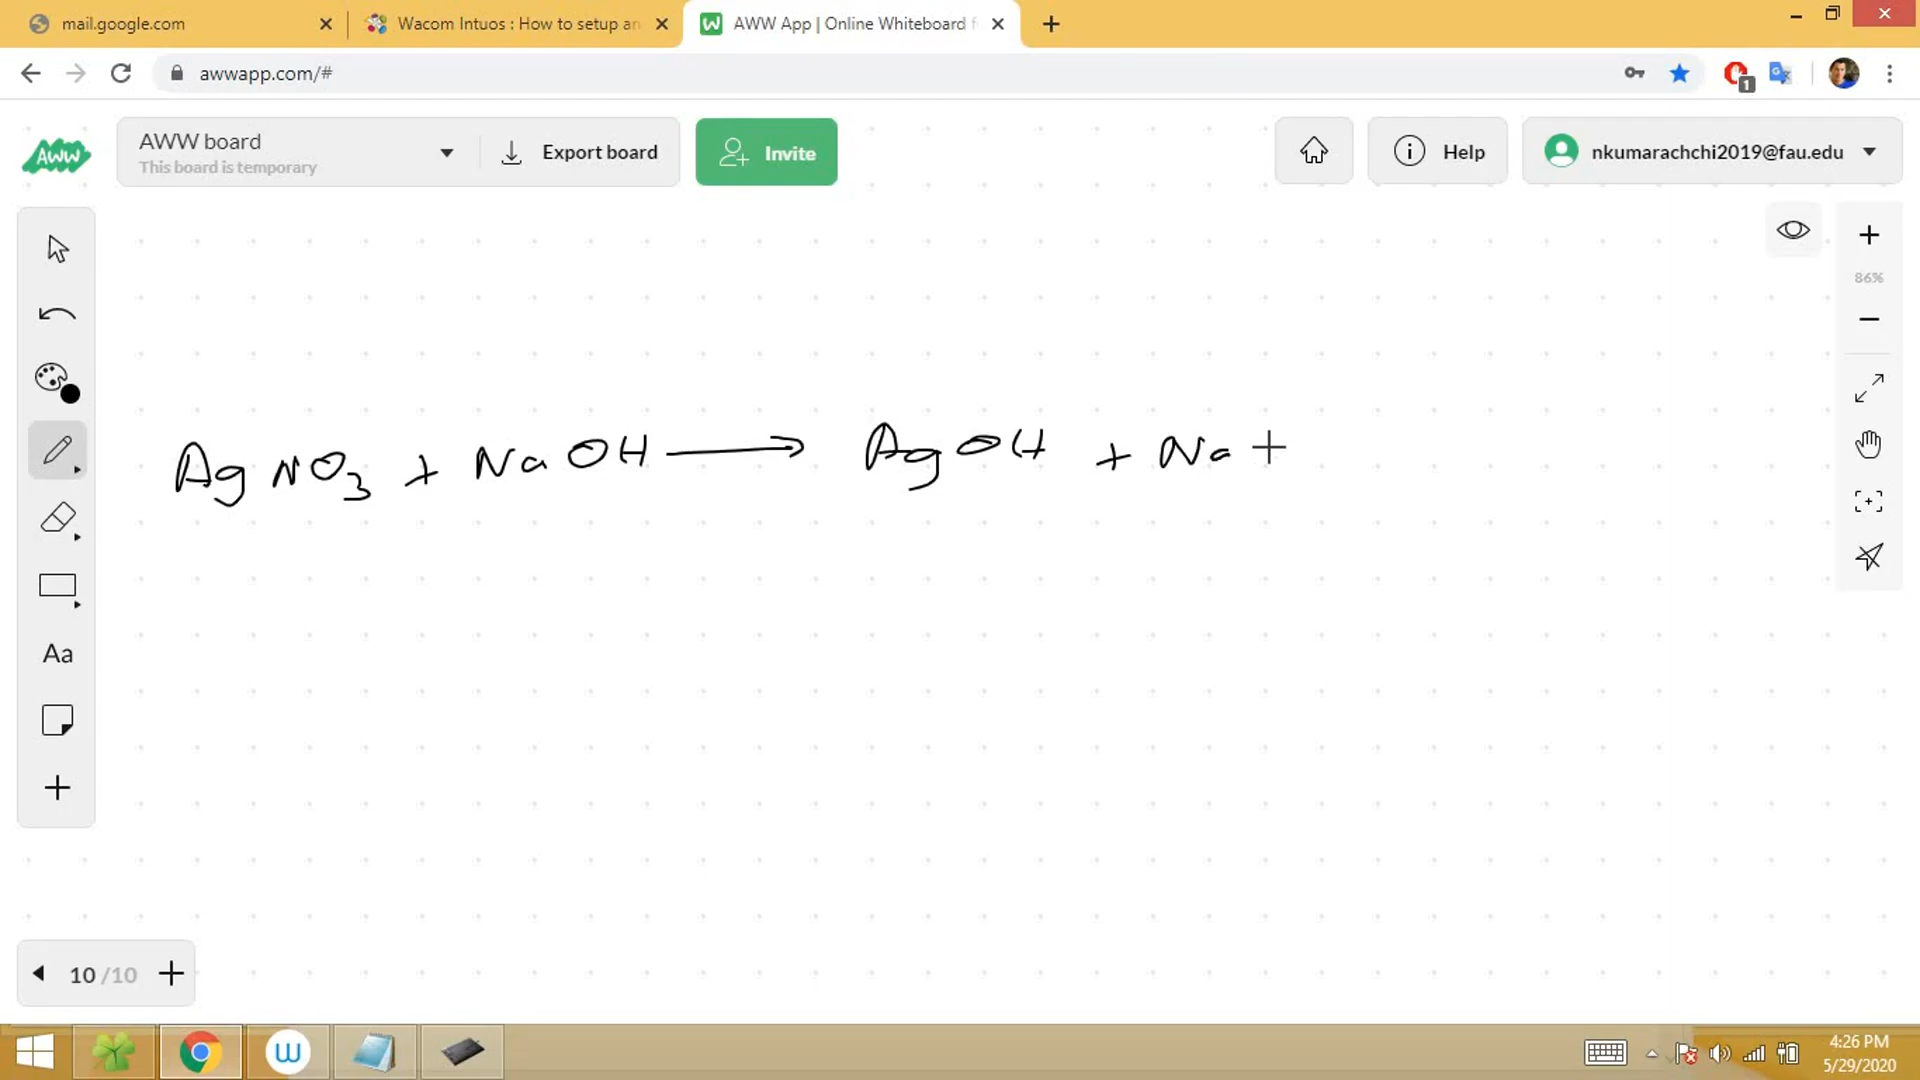 mail.google.com
Wacom Intuos : How to setup an
AWW App | Online Whiteboard f
awwapp.com/#
1
AWW
AWW board
This board is temporary
Export board
Invite
Help
nkumarachchi2019@fau.edu
86%
AgNO3 + NaOH → AgOH + Na
Aa
10 /10
4:26 PM
5/29/2020